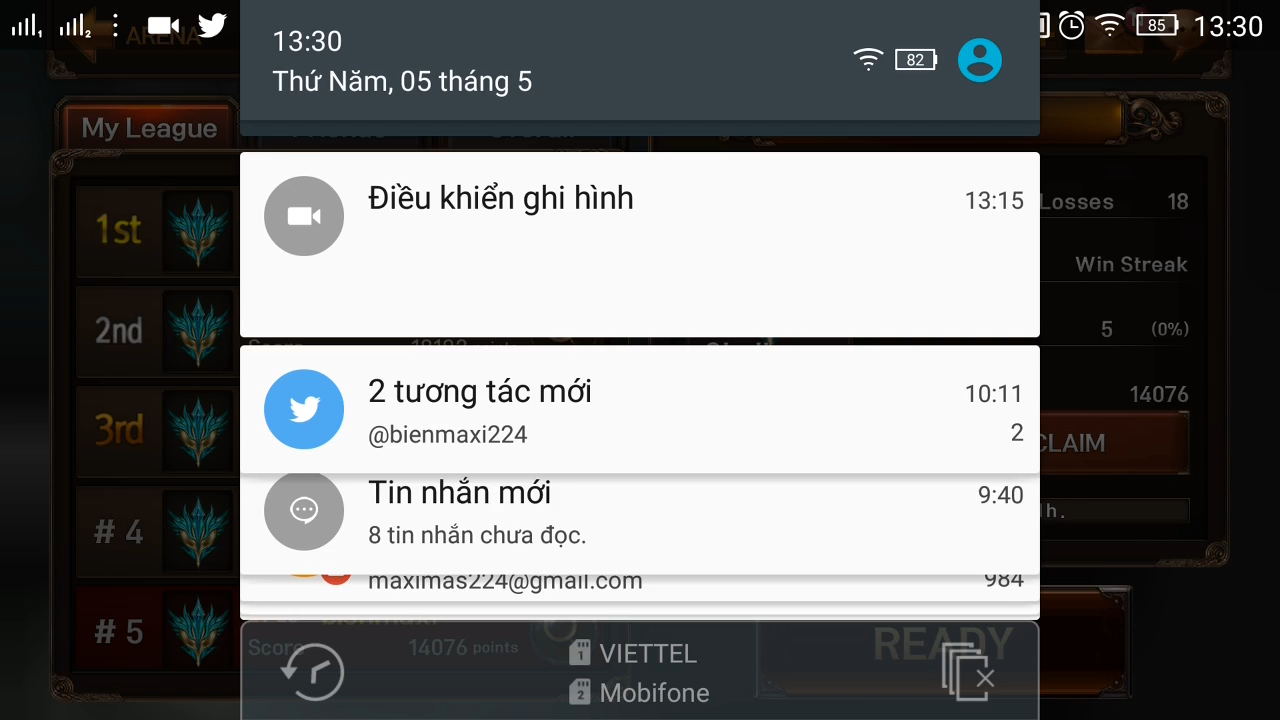 ARENA
85
13:30
13:30
82
Thứ Năm, 05 tháng 5
My League
Điều khiển ghi hình
13:15
Losses 18
1st
Win Streak
2nd
5 (0%)
2 tương tác mới
10:11
14076
@bienmaxi224
2
3rd
CLAIM
Tin nhắn mới
9:40
8 tin nhắn chưa đọc.
# 4
maximas224@gmail.com
984
# 5
Score 14076 points
READY
1 VIETTEL
2 Mobifone